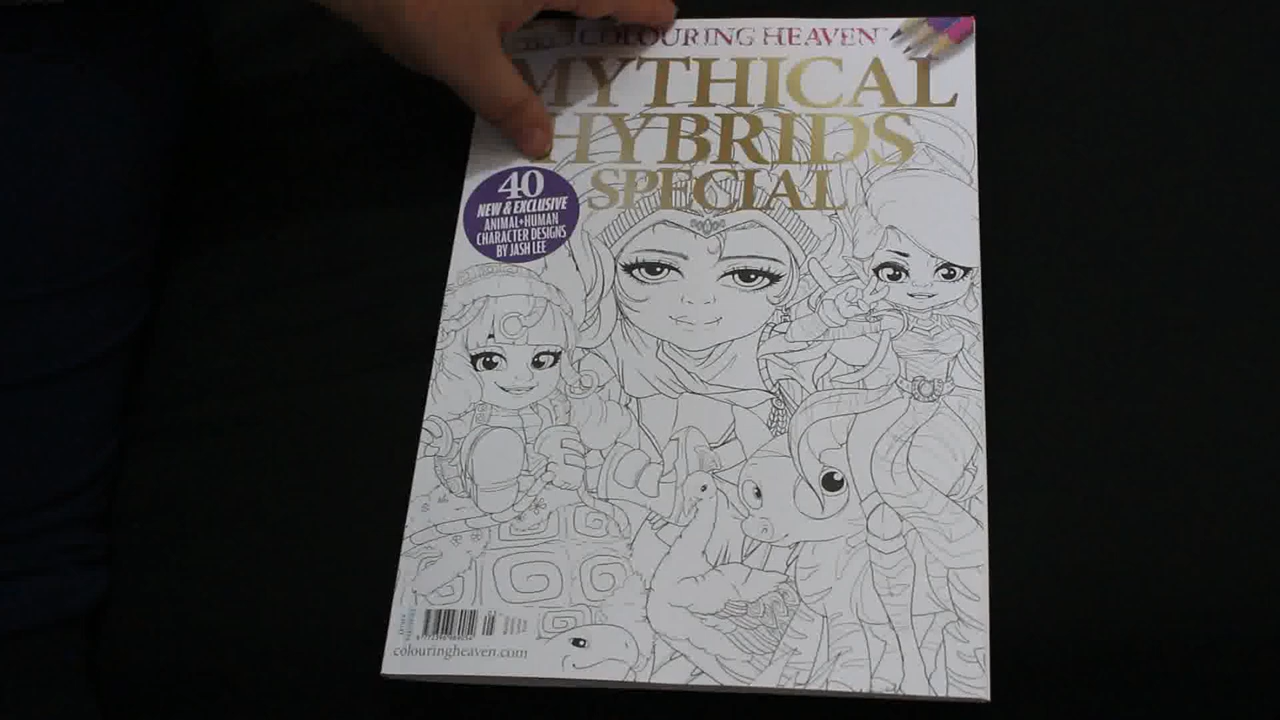 COLOURING HEAVEN
MYTHICAL
HYBRIDS
SPECIAL
40
NEW & EXCLUSIVE
ANIMAL+HUMAN
CHARACTER DESIGNS
BY JASH LEE
colouringheaven.com